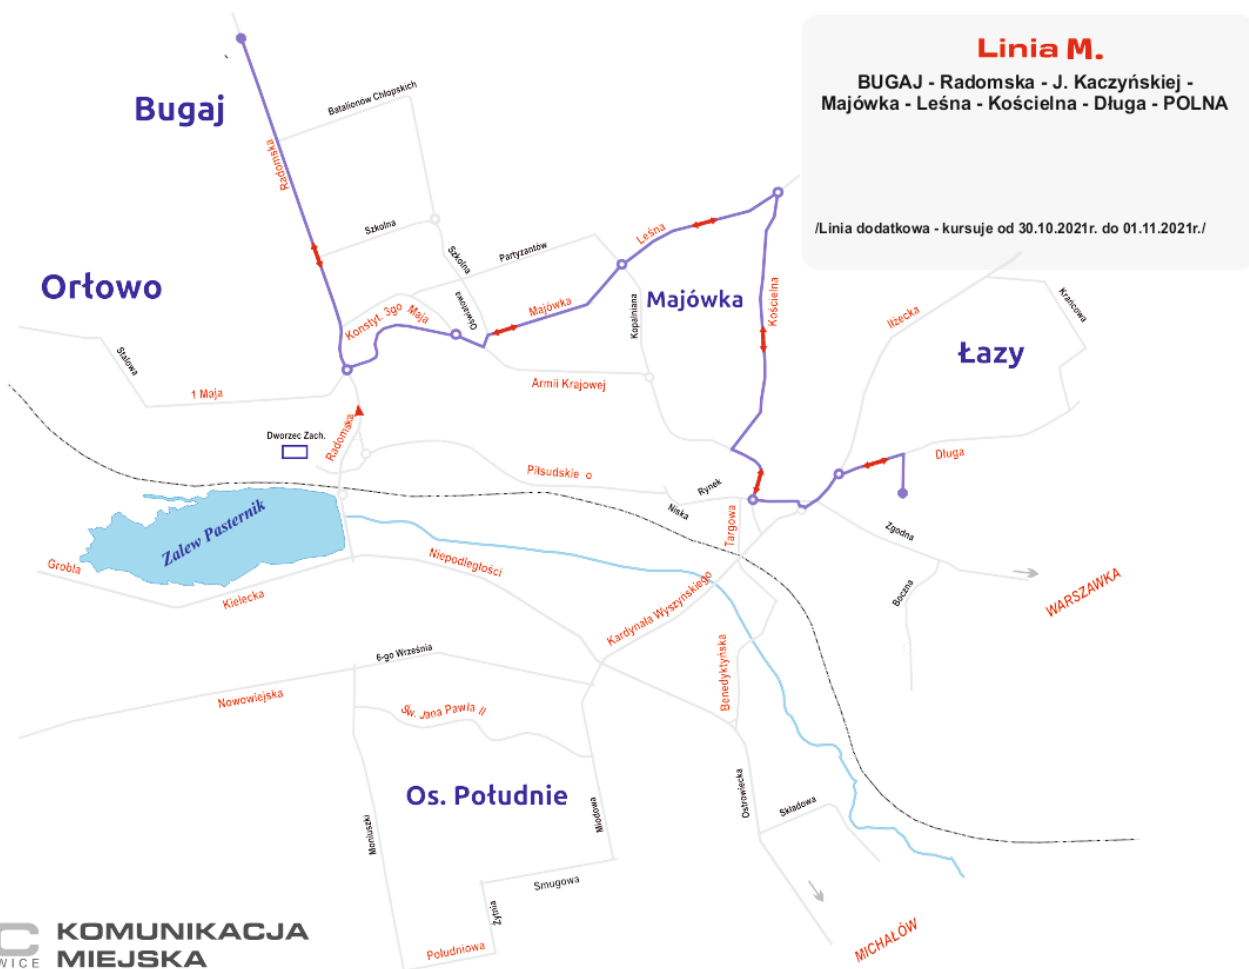 Linia M.
BUGAJ - Radomska - J. Kaczyńskiej -
Majówka - Leśna - Kościelna - Długa - POLNA
/Linia dodatkowa - kursuje od 30.10.2021r. do 01.11.2021r./
Bugaj
Batalionów Chłopskich
Radomska
Szkolna
Szkolna
Partyzantów
Leśna
Orłowo
Majówka
Kościelna
Krańcowa
Iłżecka
Łazy
Konstyt. 3go Maja
Oświatowa
Majówka
Kopalniana
Stalowa
1 Maja
Armii Krajowej
Radomska
Dworzec Zach.
Piłsudskie o
Rynek
Niska
Długa
Targowa
Zgodna
Zalew Pasternik
Grobla
Kielecka
Niepodległości
Kardynała Wyszyńskiego
Boczna
WARSZAWKA
6-go Września
Nowowiejska
Św. Jana Pawła II
Benedyktyńska
Os. Południe
Moniuszki
Miodowa
Ostrowiecka
Składowa
Smugowa
Żytnia
Południowa
MICHAŁÓW
C
WICE
KOMUNIKACJA
MIEJSKA